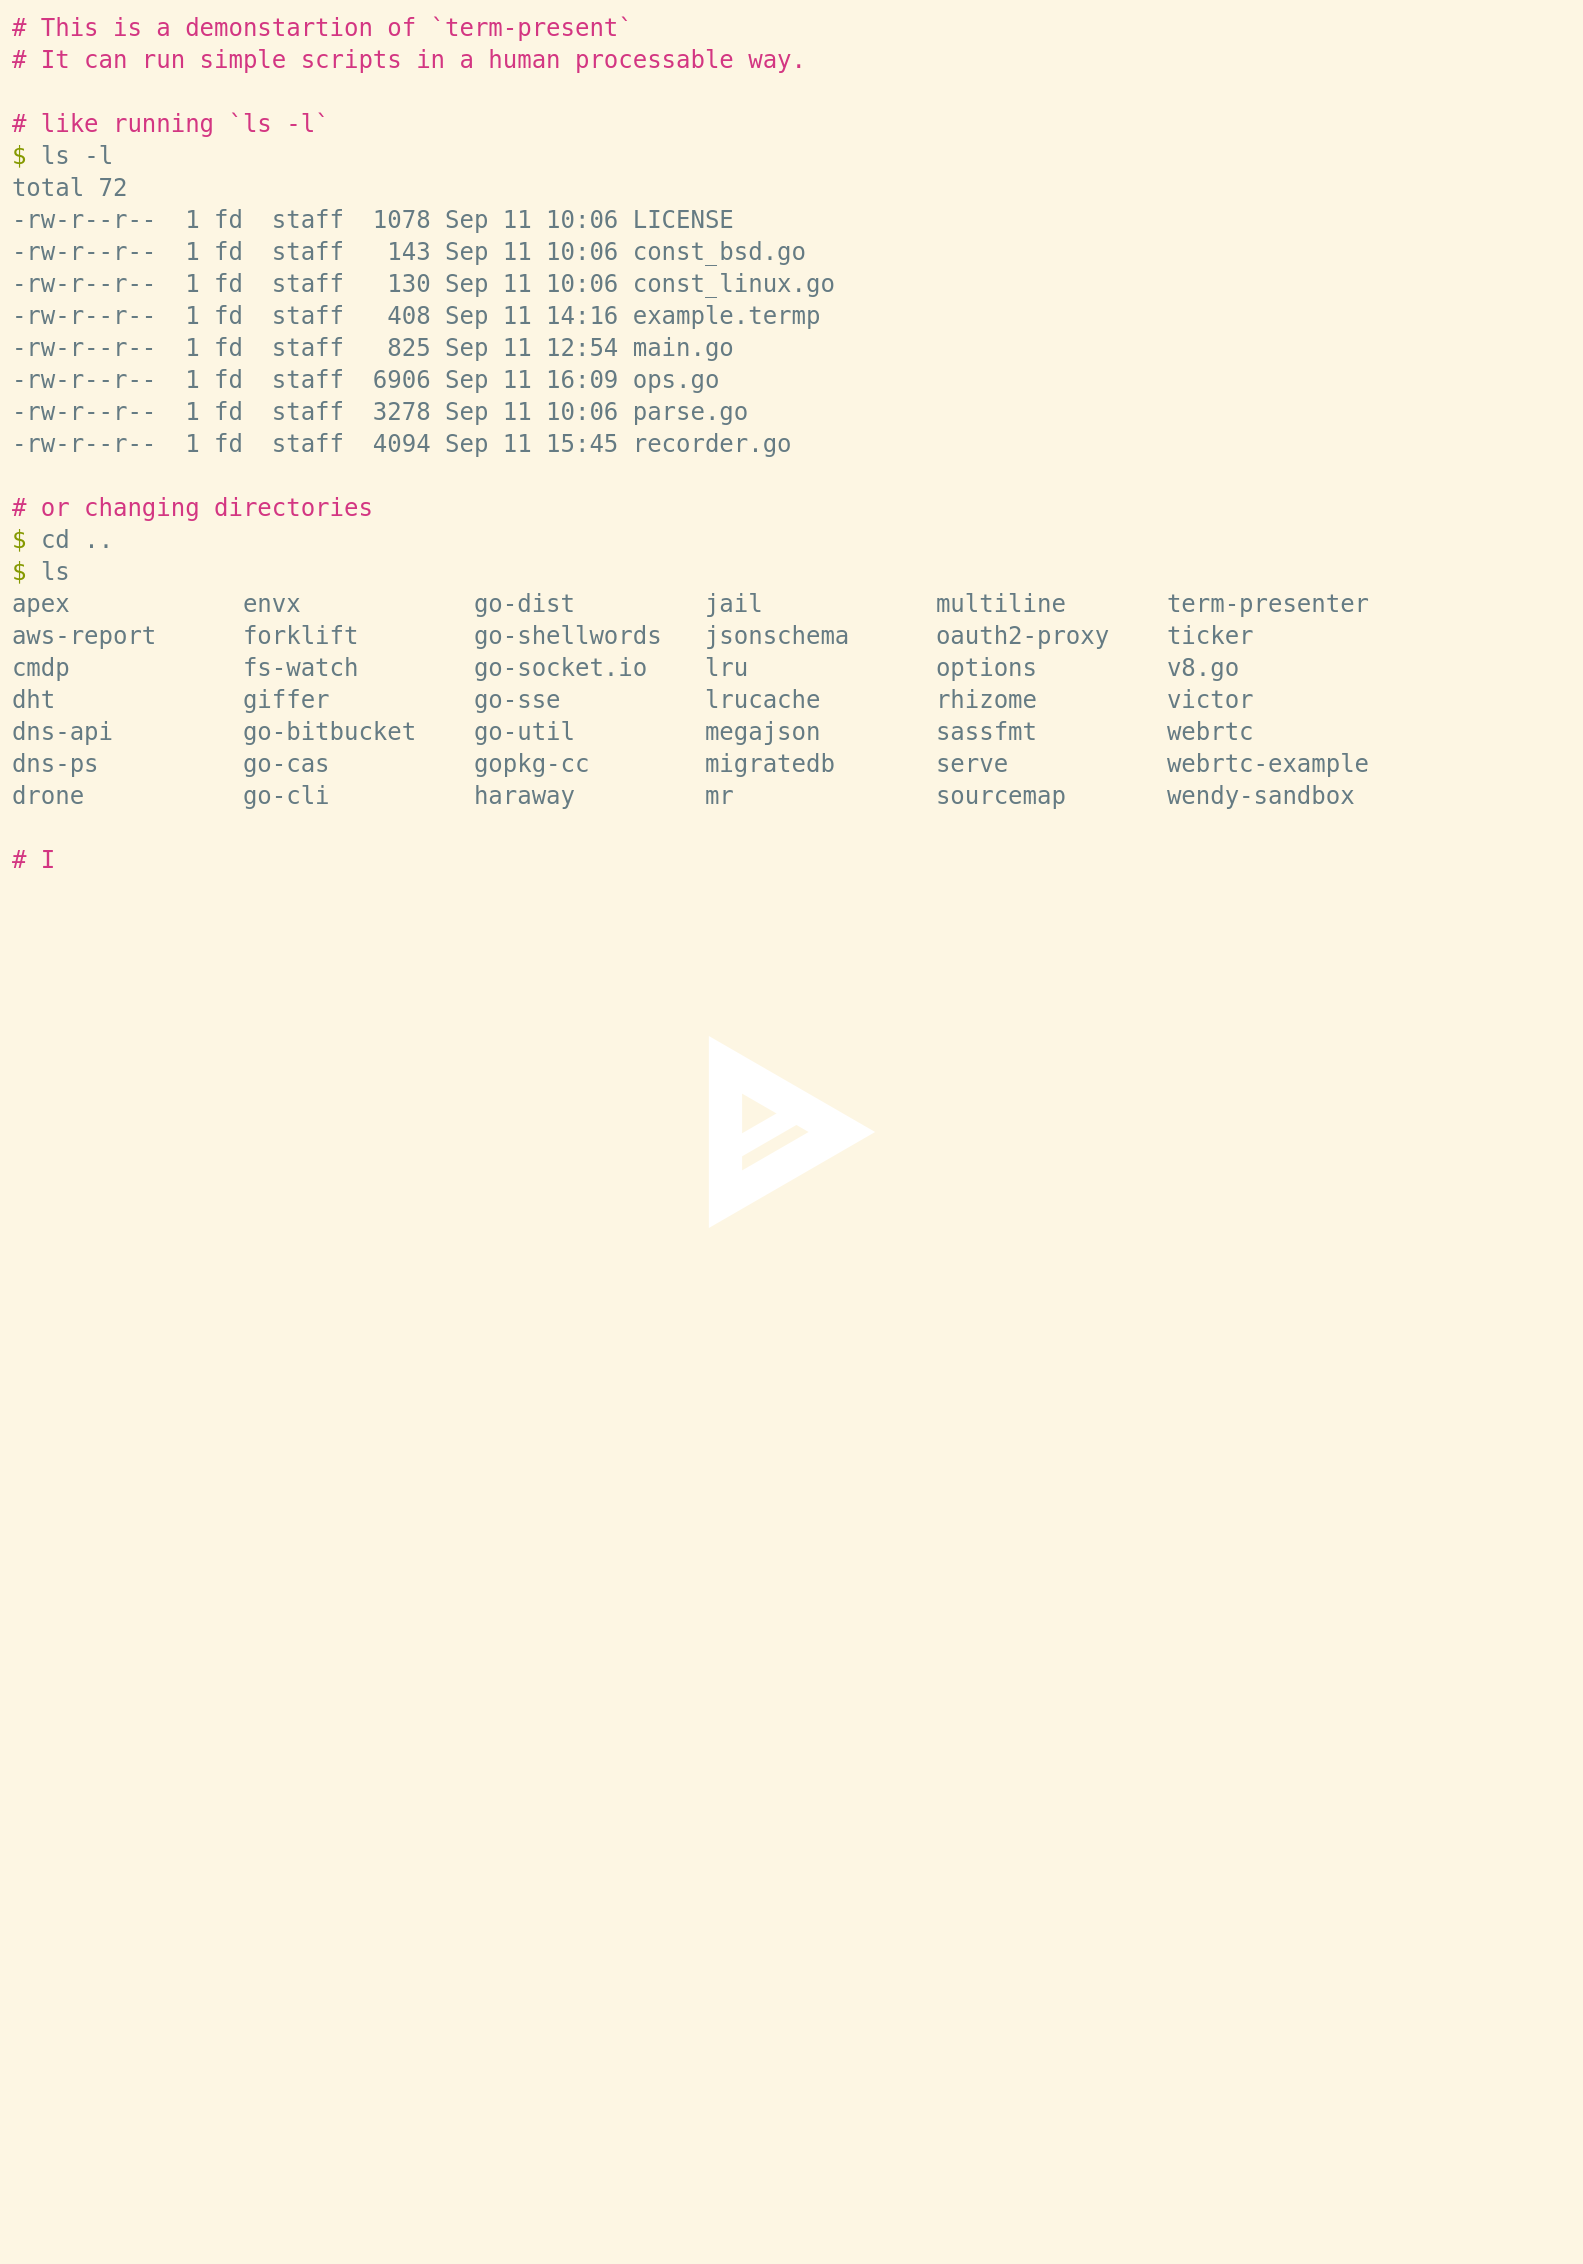 # This is a demonstartion of `term-present`
# It can run simple scripts in a human processable way.

# like running `ls -l`
$ ls -l
total 72
-rw-r--r--  1 fd  staff  1078 Sep 11 10:06 LICENSE
-rw-r--r--  1 fd  staff   143 Sep 11 10:06 const_bsd.go
-rw-r--r--  1 fd  staff   130 Sep 11 10:06 const_linux.go
-rw-r--r--  1 fd  staff   408 Sep 11 14:16 example.termp
-rw-r--r--  1 fd  staff   825 Sep 11 12:54 main.go
-rw-r--r--  1 fd  staff  6906 Sep 11 16:09 ops.go
-rw-r--r--  1 fd  staff  3278 Sep 11 10:06 parse.go
-rw-r--r--  1 fd  staff  4094 Sep 11 15:45 recorder.go

# or changing directories
$ cd ..
$ ls
apex            envx            go-dist         jail            multiline       term-presenter
aws-report      forklift        go-shellwords   jsonschema      oauth2-proxy    ticker
cmdp            fs-watch        go-socket.io    lru             options         v8.go
dht             giffer          go-sse          lrucache        rhizome         victor
dns-api         go-bitbucket    go-util         megajson        sassfmt         webrtc
dns-ps          go-cas          gopkg-cc        migratedb       serve           webrtc-example
drone           go-cli          haraway         mr              sourcemap       wendy-sandbox

# I